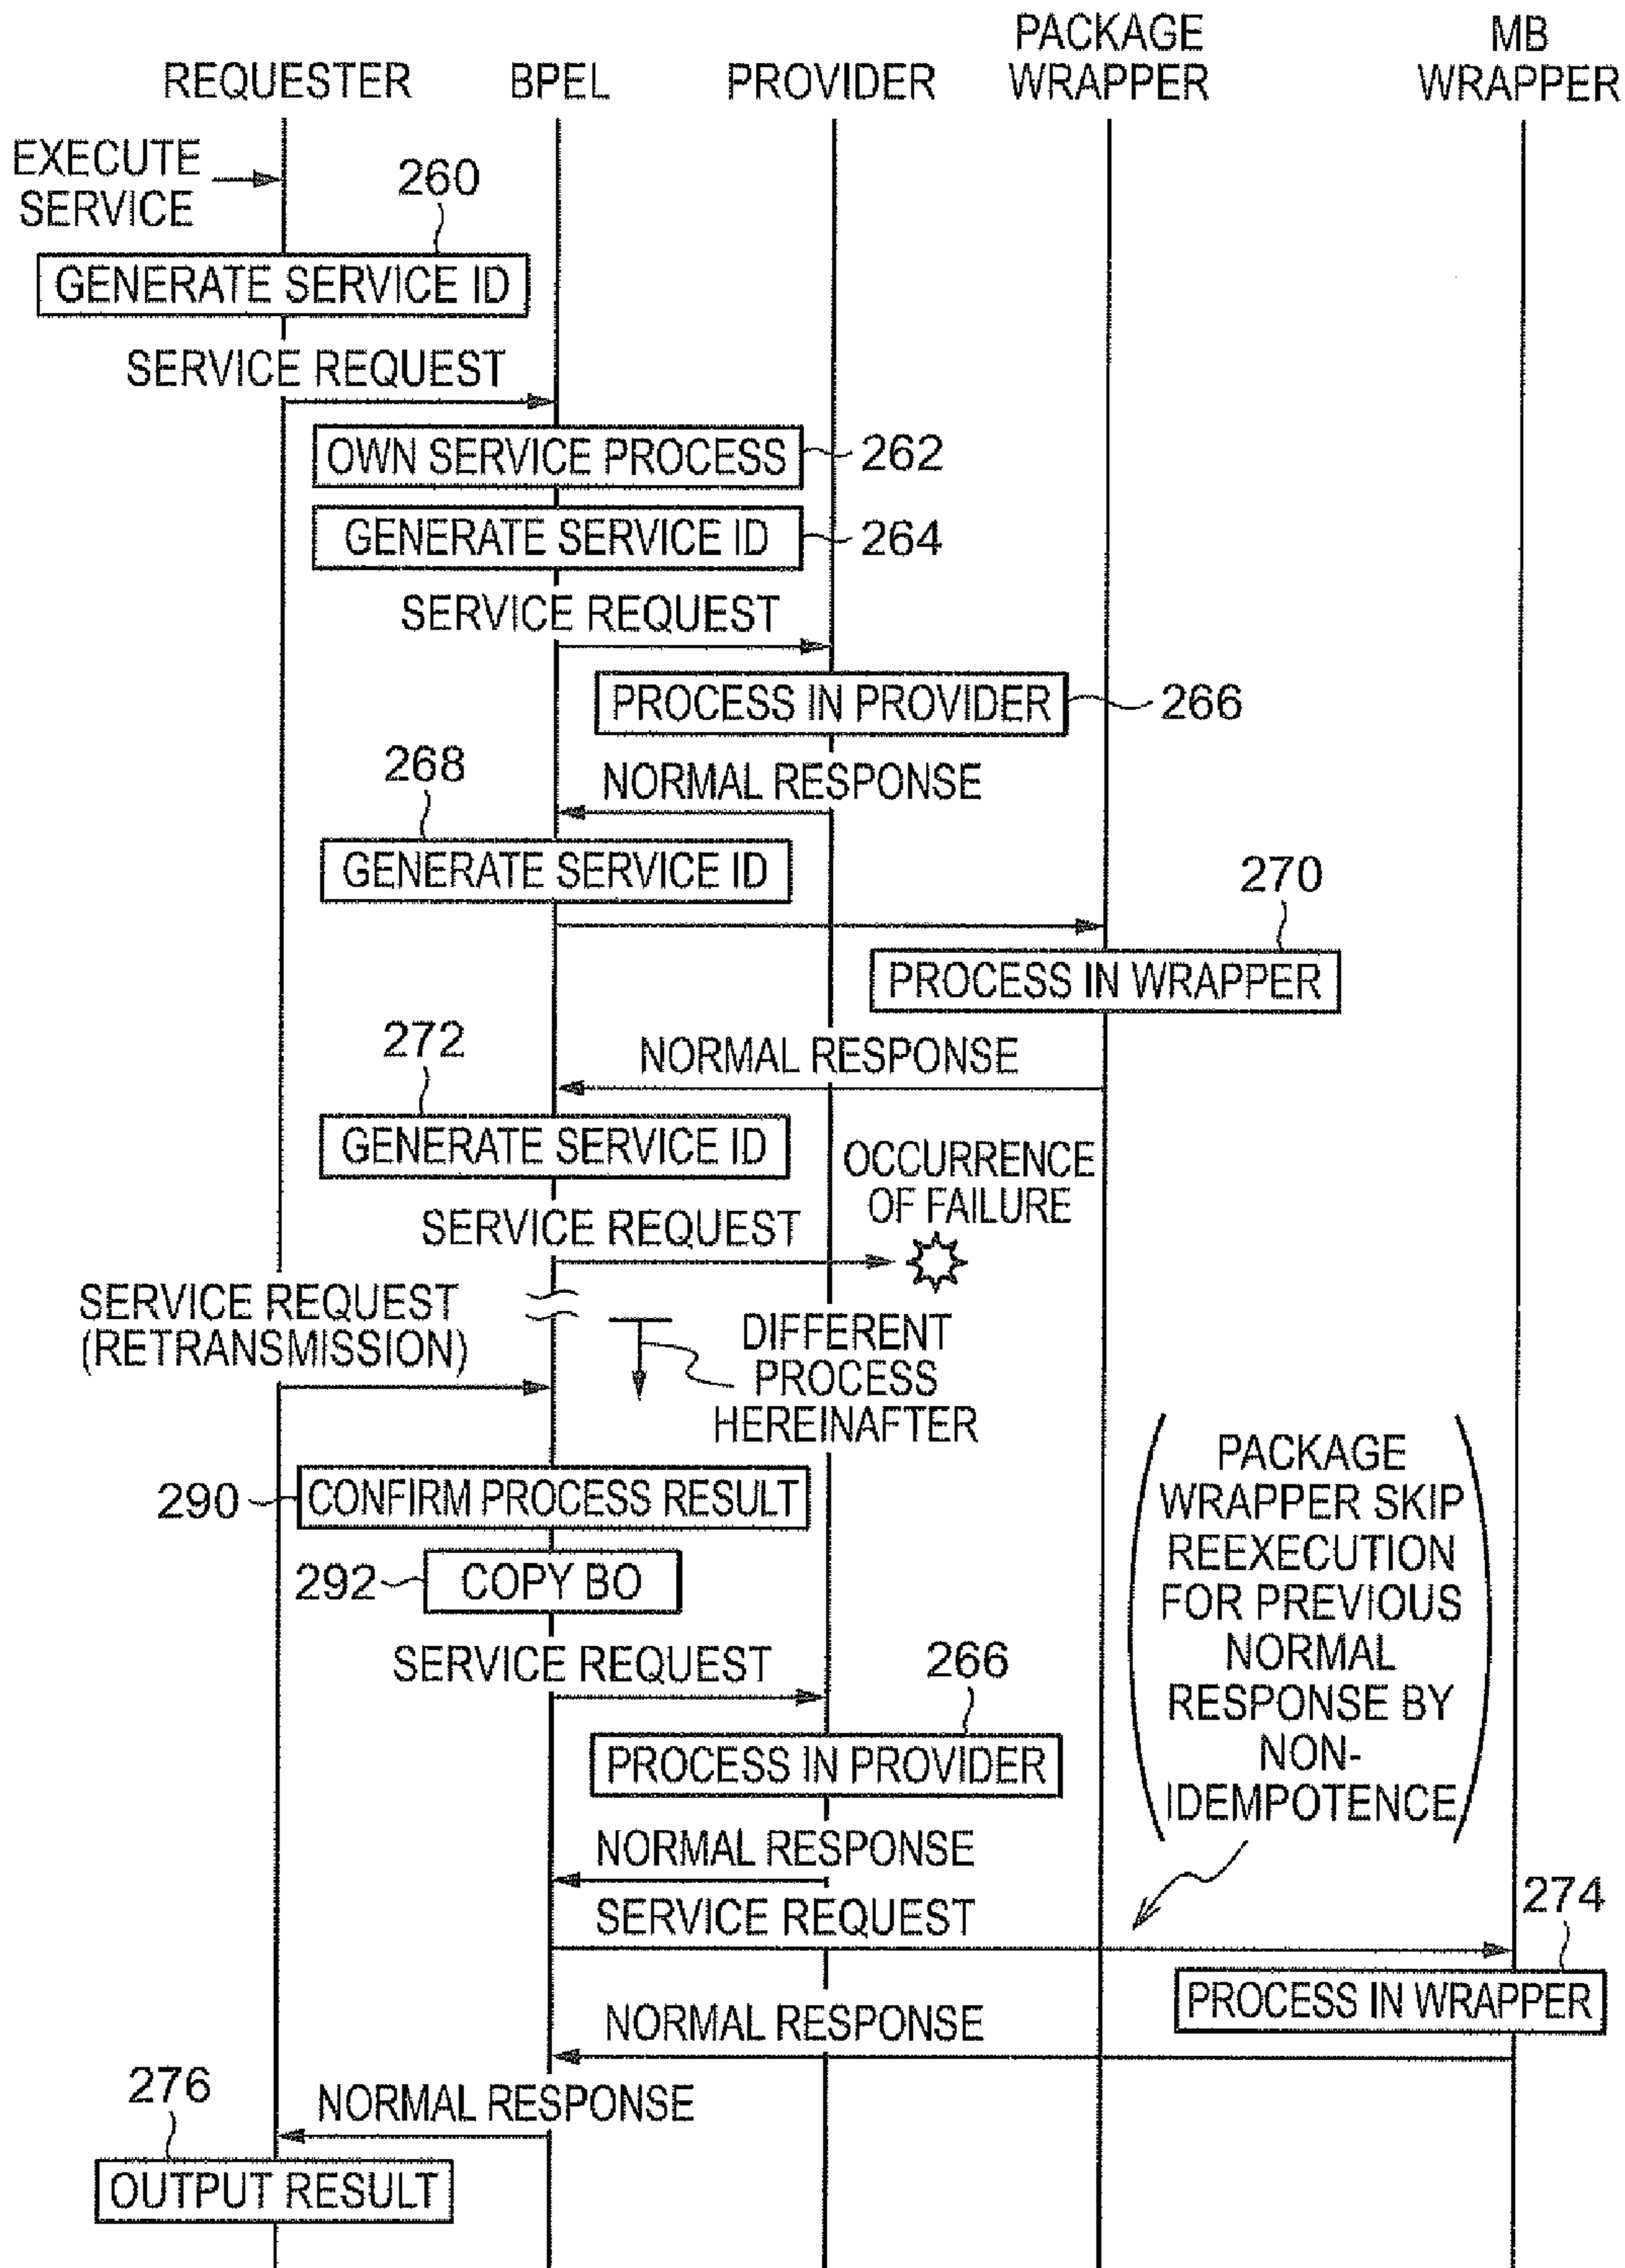 REQUESTER
BPEL
PROVIDER
PACKAGE
WRAPPER
MB
WRAPPER
EXECUTE
SERVICE
260
GENERATE SERVICE ID
SERVICE REQUEST
OWN SERVICE PROCESS
262
GENERATE SERVICE ID
264
SERVICE REQUEST
PROCESS IN PROVIDER
266
268
NORMAL RESPONSE
GENERATE SERVICE ID
270
PROCESS IN WRAPPER
272
NORMAL RESPONSE
GENERATE SERVICE ID
OCCURRENCE
OF FAILURE
SERVICE REQUEST
SERVICE REQUEST
(RETRANSMISSION)
DIFFERENT
PROCESS
HEREINAFTER
290
CONFIRM PROCESS RESULT
292
COPY BO
PACKAGE
WRAPPER SKIP
REEXECUTION
FOR PREVIOUS
NORMAL
RESPONSE BY
NON-
IDEMPOTENCE
SERVICE REQUEST
266
PROCESS IN PROVIDER
NORMAL RESPONSE
SERVICE REQUEST
274
PROCESS IN WRAPPER
NORMAL RESPONSE
276
NORMAL RESPONSE
OUTPUT RESULT